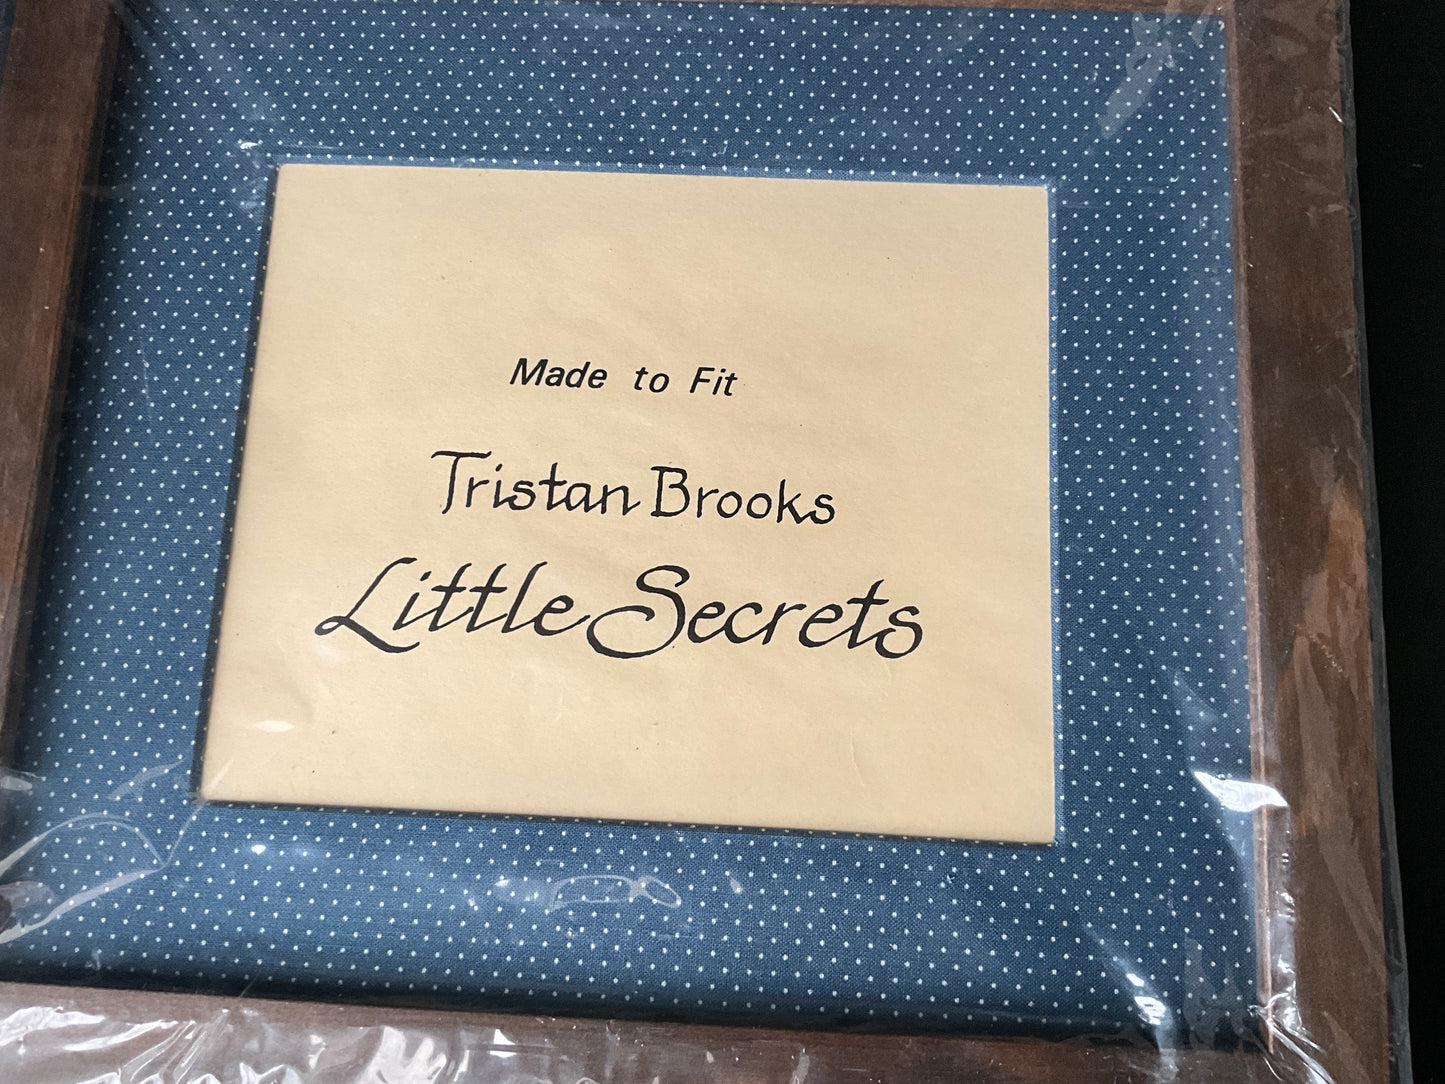 Made to Fit
Tristan Brooks
Little Secrets